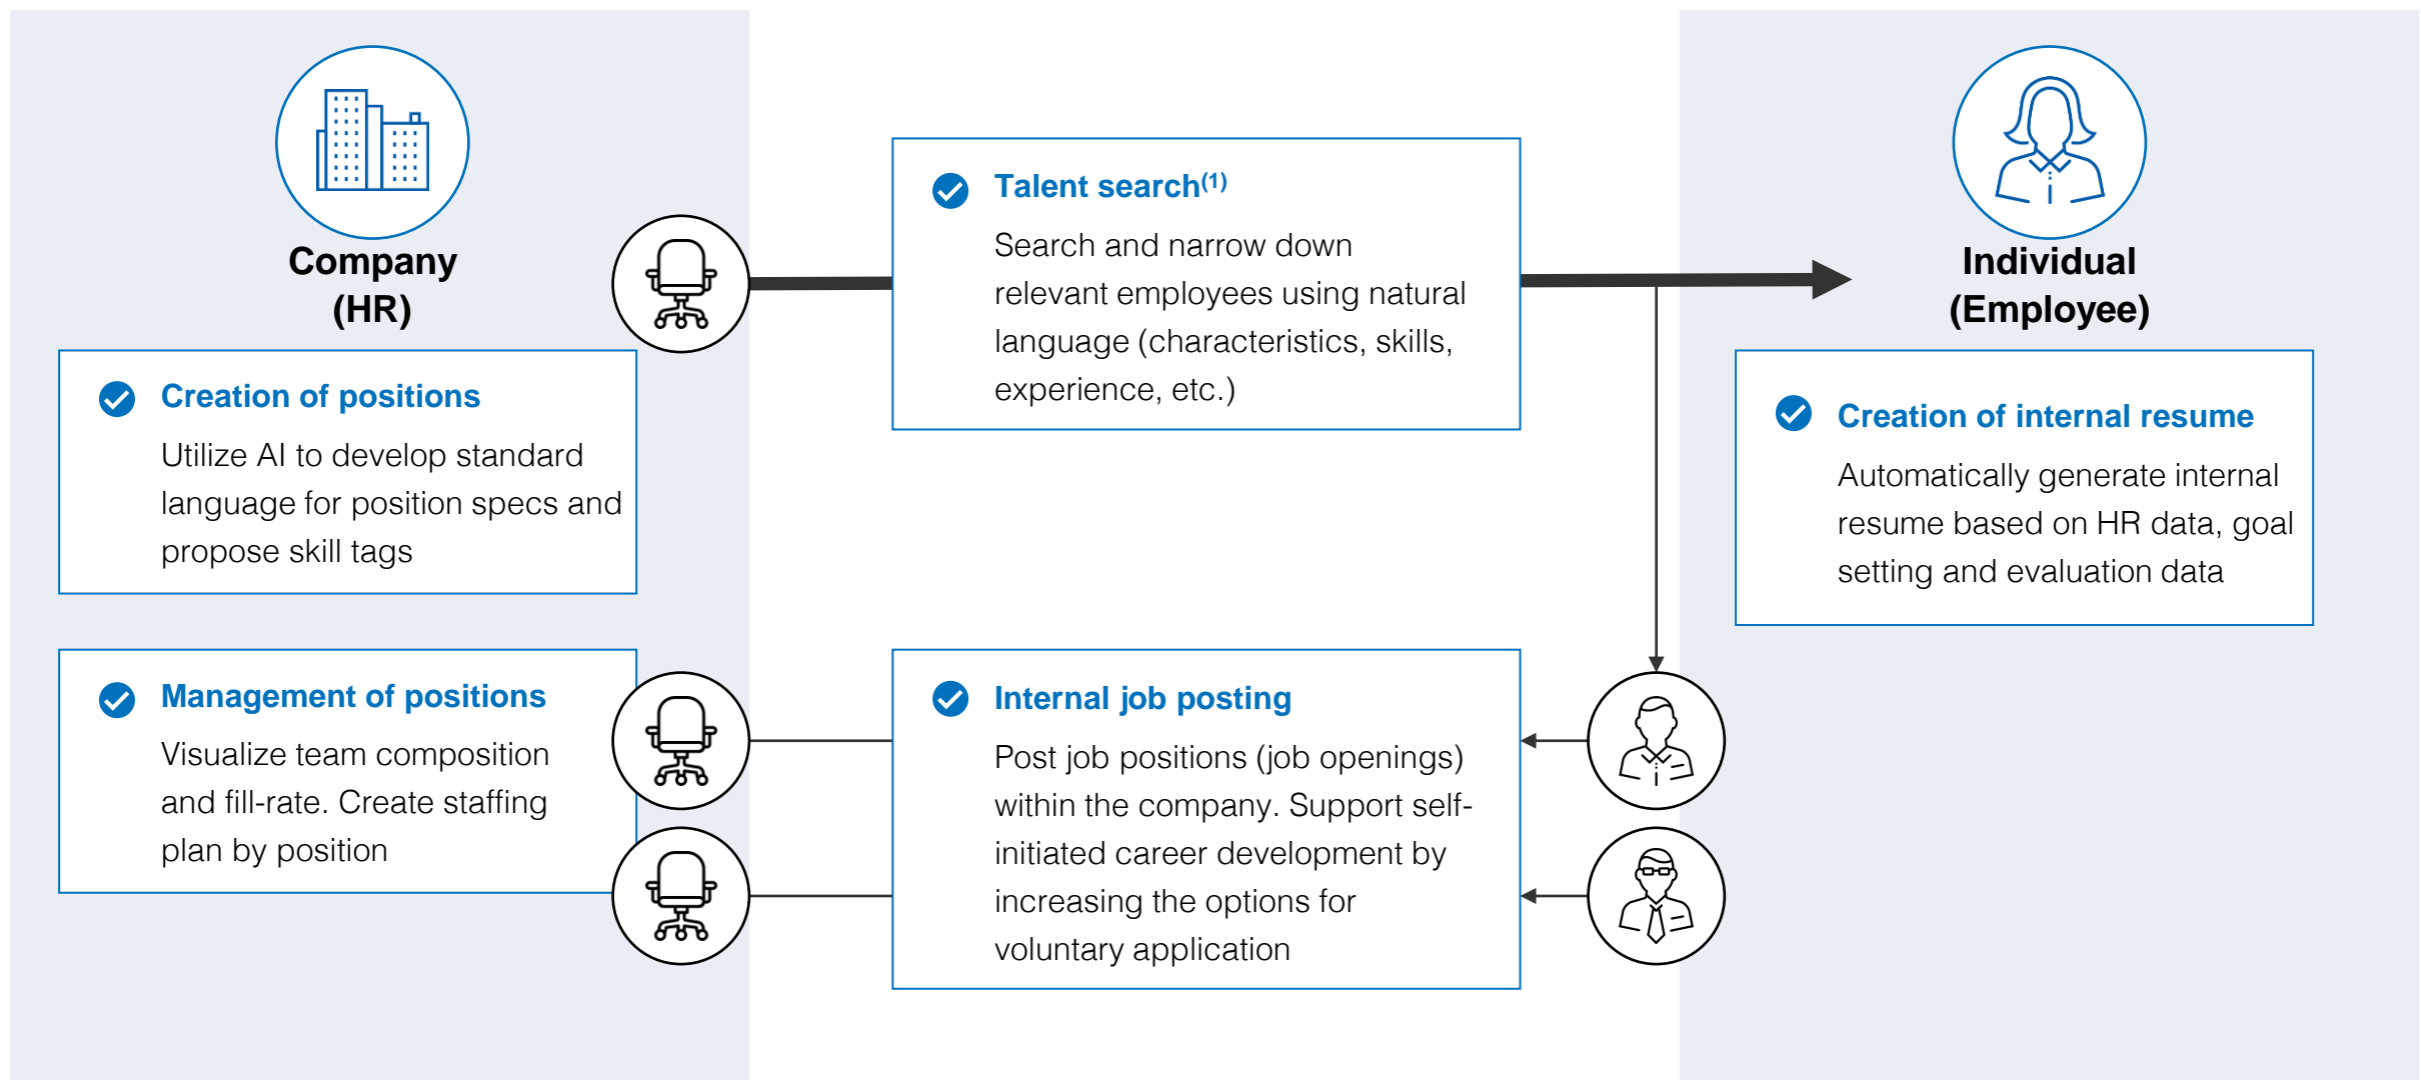 Company
(HR)
Creation of positions
Utilize AI to develop standard
language for position specs and
propose skill tags
Management of positions
Visualize team composition
and fill-rate. Create staffing
plan by position
Talent search(1)
Search and narrow down
relevant employees using natural
language (characteristics, skills,
experience, etc.)
Internal job posting
Post job positions (job openings)
within the company. Support self-
initiated career development by
increasing the options for
voluntary application
Individual
(Employee)
Creation of internal resume
Automatically generate internal
resume based on HR data, goal
setting and evaluation data